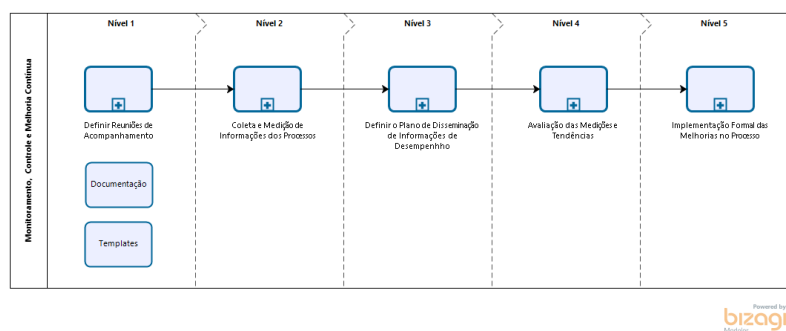 Nível 1
Nível 2
Nível 3
Nível 4
Nível 5
Monitoramento, Controle e Melhoria Contínua
Definir Reuniões de
Acompanhamento
Coleta e Medição de
Informações dos Processos
Definir o Plano de Disseminação
de Informações de
Desempenhho
Avaliação das Medições e
Tendências
Implementação Formal das
Melhorias no Processo
Documentação
Templates
Powered by
bizagi
Modeler